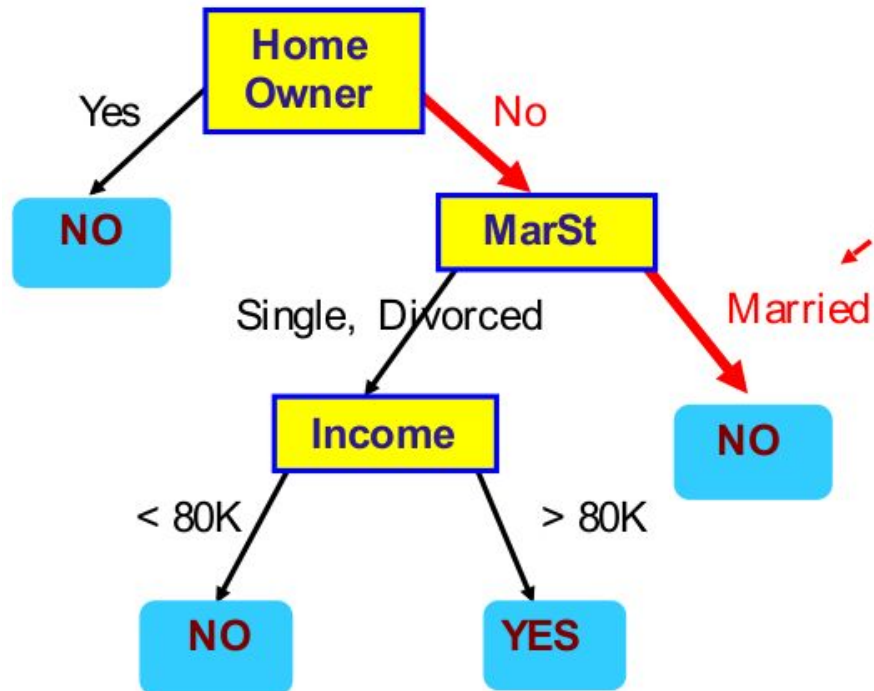 Home
Owner
Yes
No
NO
MarSt
Single, Divorced
Married
Income
NO
< 80K
> 80K
NO
YES